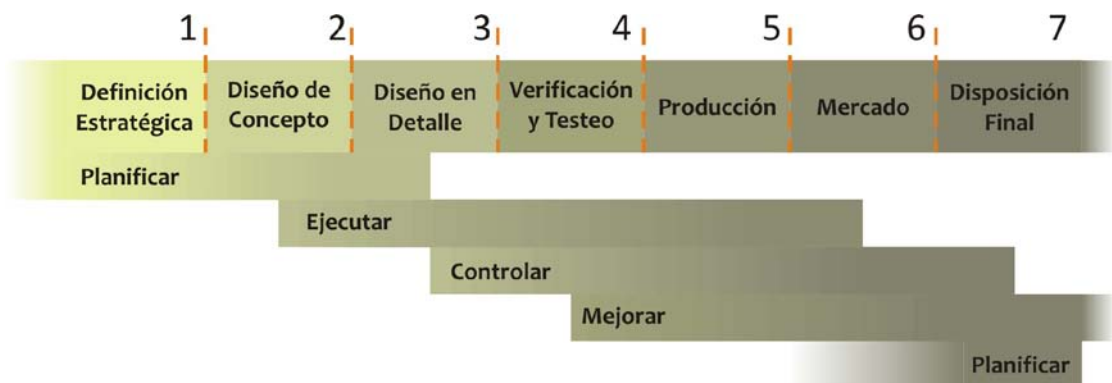 1 2 3 4 5 6 7
Definición
Estratégica
Diseño de
Concepto
Diseño en
Detalle
Verificación
y Testeo
Producción
Mercado
Disposición
Final
Planificar
Ejecutar
Controlar
Mejorar
Planificar